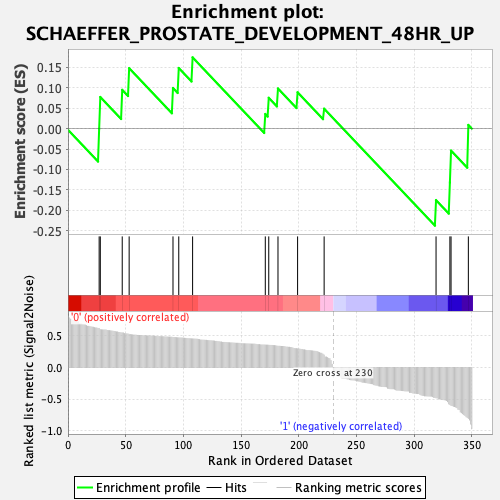 Enrichment plot:
SCHAEFFER_PROSTATE_DEVELOPMENT_48HR_UP
Enrichment score (ES)
0.15
0.10
0.05
0.00
-0.05
-0.10
-0.15
-0.20
-0.25
'0' (positively correlated)
Ranked list metric (Signal2Noise)
0.5
0.0
-0.5
-1.0
Zero cross at 230
'1' (negatively correlated)
0 50 100 150 200 250 300 350
Rank in Ordered Dataset
Enrichment profile Hits Ranking metric scores